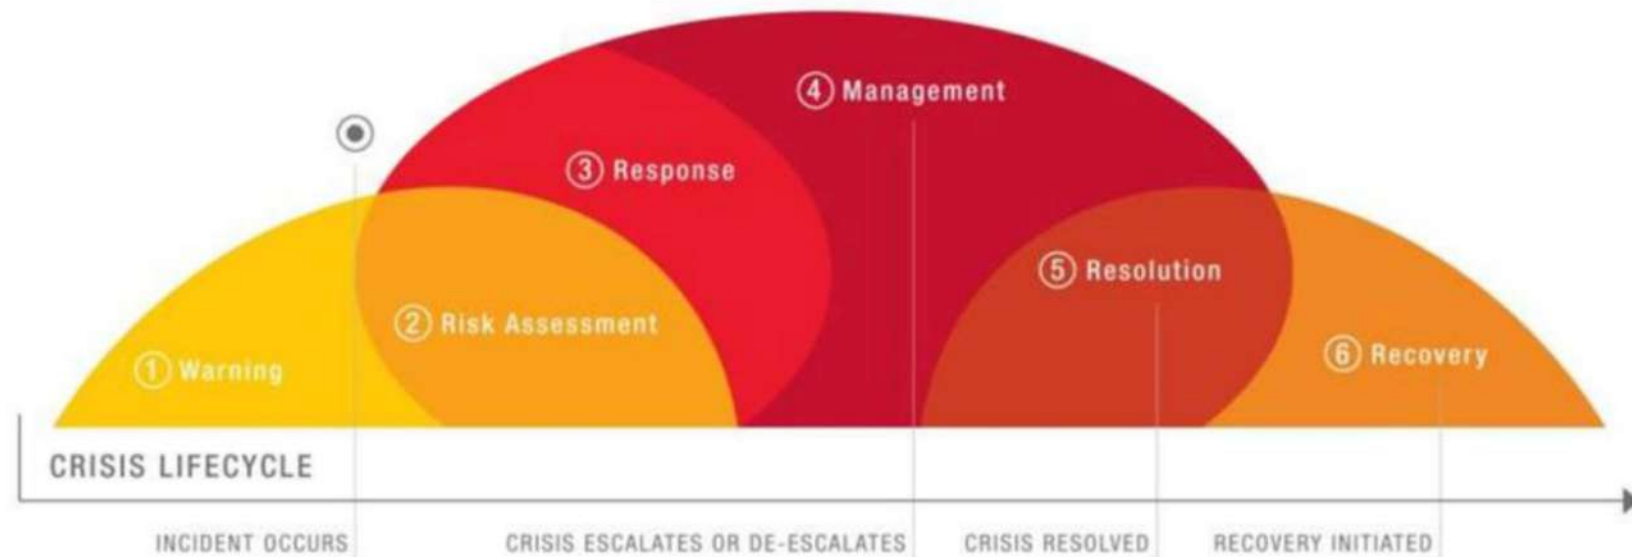 ④ Management
③ Response
⑤ Resolution
② Risk Assessment
⑥ Recovery
① Warning
CRISIS LIFECYCLE
INCIDENT OCCURS
CRISIS ESCALATES OR DE-ESCALATES
CRISIS RESOLVED
RECOVERY INITIATED